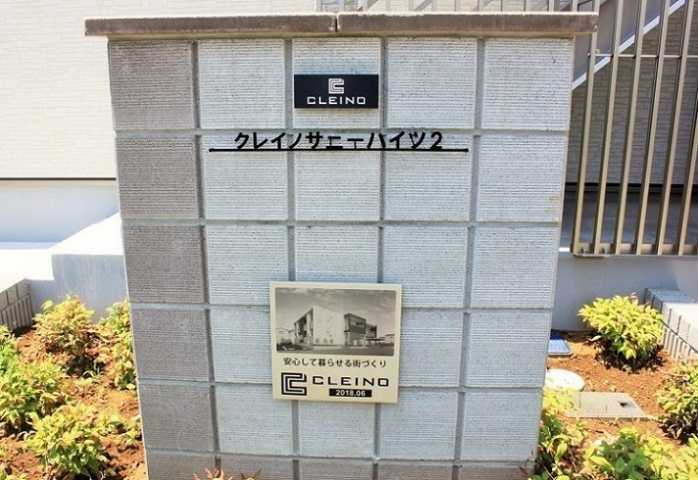 CLEINO
クレイノサニーハイツ2
安心して暮らせる街づくり
CLEINO
2018.06